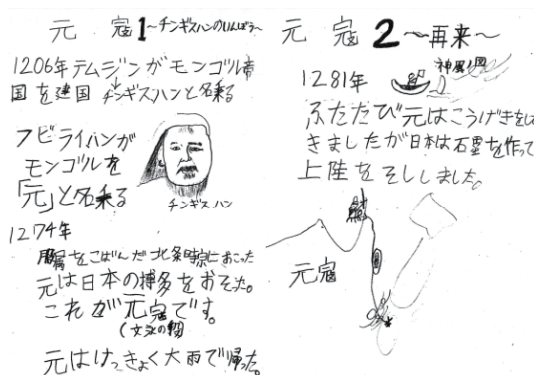 元 寇1〜チンギスハンのいんぼう〜
1206年テムジンがモンゴル帝
国を建国 チンギスハンと名乗る
フビライハンが
モンゴルを
「元」と名乗る
チンギスハン
1274年
服属をこばんだ北条時宗におこった
元は日本の博多をおそった。
これが元寇です。
(文永の役)
元はけっきょく大雨で帰った。
元 寇2〜再来〜
1281年
神風の図
ふたたび元はこうげきをし
きましたが日本は石塁を作って
上陸をそししました。
元寇